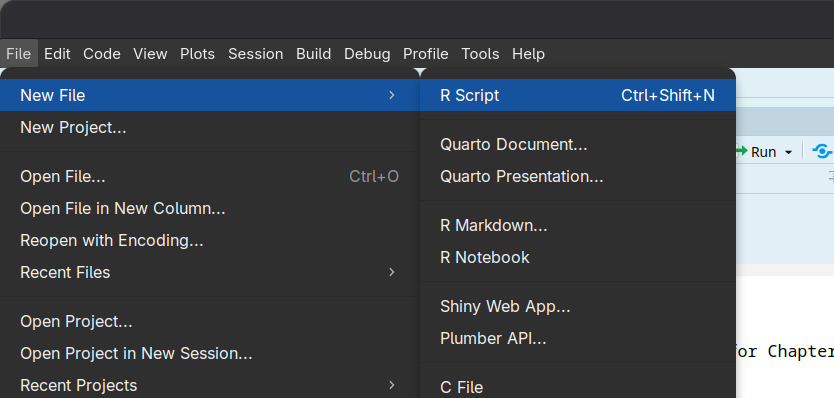 File Edit Code View Plots Session Build Debug Profile Tools Help
New File
New Project...
Open File... Ctrl+O
Open File in New Column...
Reopen with Encoding...
Recent Files
Open Project...
Open Project in New Session...
Recent Projects
R Script Ctrl+Shift+N
Quarto Document...
Quarto Presentation...
R Markdown...
R Notebook
Shiny Web App...
Plumber API...
C File
Run
for Chapter